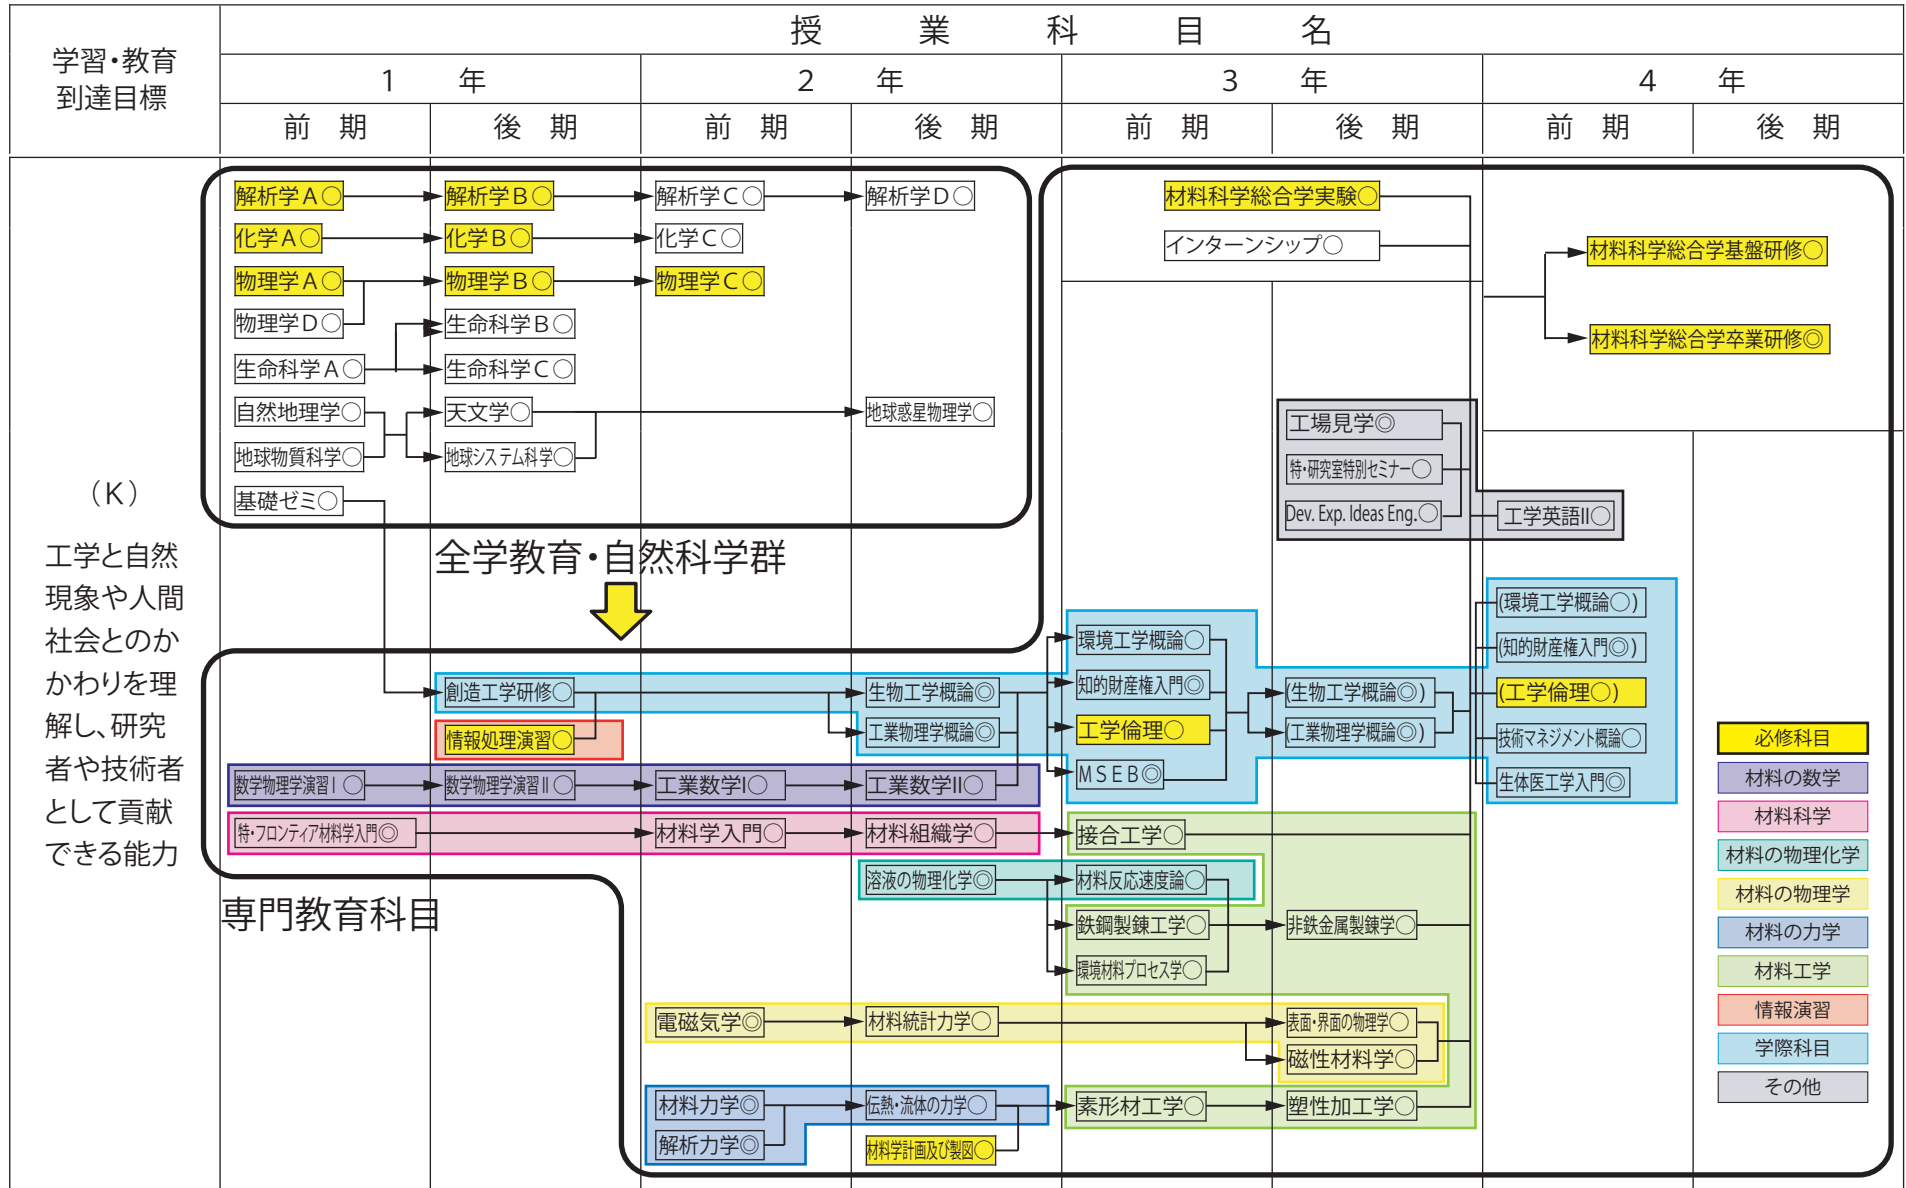 授業科目名
学習・教育
到達目標
1年
2年
3年
4年
前期
後期
前期
後期
前期
後期
前期
後期
(K)
工学と自然
現象や人間
社会とのか
かわりを理
解し、研究
者や技術者
として貢献
できる能力
解析学A○
解析学B○
解析学C○
解析学D○
化学A○
化学B○
化学C○
物理学A○
物理学B○
物理学C○
物理学D○
生命科学B○
生命科学A○
生命科学C○
自然地理学○
天文学○
地球惑星物理学○
地球物質科学○
地球システム科学○
基礎ゼミ○
全学教育・自然科学群
材料科学総合学実験○
インターンシップ○
材料科学総合学基盤研修○
材料科学総合学卒業研修◎
工場見学◎
特・研究室特別セミナー○
Dev. Exp. Ideas Eng.○
工学英語II○
創造工学研修○
情報処理演習○
生物工学概論◎
工業物理学概論◎
環境工学概論○
知的財産権入門◎
工学倫理○
MSEB◎
(生物工学概論◎)
(工業物理学概論◎)
(環境工学概論○)
(知的財産権入門◎)
(工学倫理○)
技術マネジメント概論○
生体医工学入門◎
数学物理学演習I○
数学物理学演習II○
工業数学I○
工業数学II○
特・フロンティア材料学入門◎
材料学入門○
材料組織学○
接合工学○
溶液の物理化学◎
材料反応速度論○
専門教育科目
鉄鋼製錬工学○
非鉄金属製錬学○
環境材料プロセス学○
電磁気学◎
材料統計力学○
表面・界面の物理学○
磁性材料学○
材料力学◎
伝熱・流体の力学○
素形材工学○
塑性加工学○
解析力学◎
材料学計画及び製図○
必修科目
材料の数学
材料科学
材料の物理化学
材料の物理学
材料の力学
材料工学
情報演習
学際科目
その他